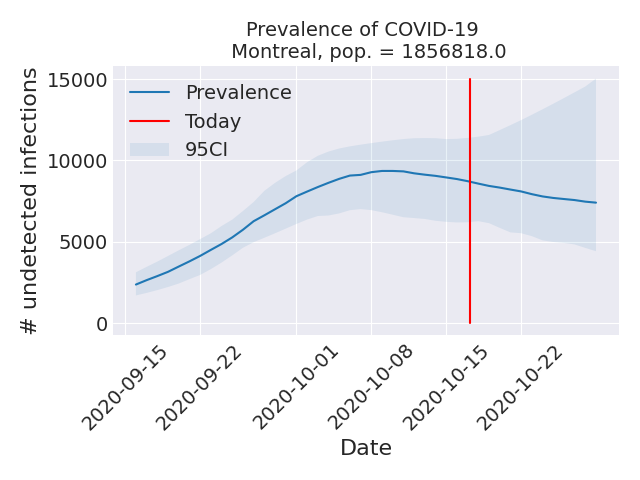 Prevalence of COVID-19
Montreal, pop. = 1856818.0
# undetected infections
15000
10000
5000
0
Prevalence
Today
95CI
2020-09-15
2020-09-22
2020-10-01
2020-10-08
2020-10-15
2020-10-22
Date